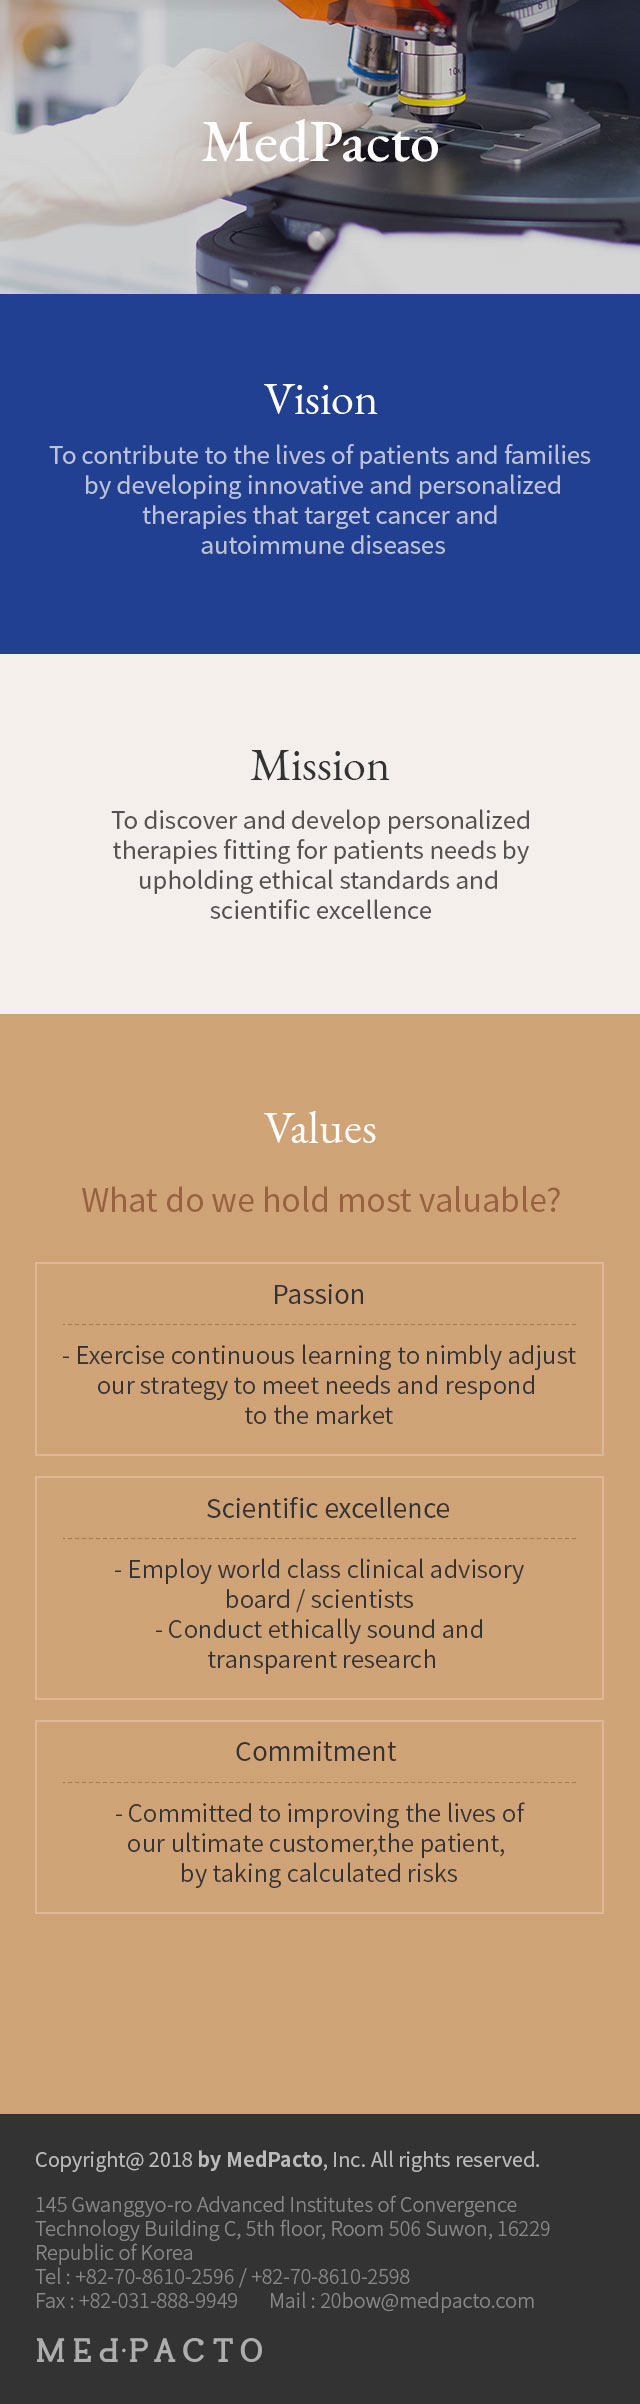 MedPacto
Vision
To contribute to the lives of patients and families
by developing innovative and personalized
therapies that target cancer and
autoimmune diseases
Mission
To discover and develop personalized
therapies fitting for patients needs by
upholding ethical standards and
scientific excellence
Values
What do we hold most valuable?
Passion
- Exercise continuous learning to nimbly adjust
our strategy to meet needs and respond
to the market
Scientific excellence
- Employ world class clinical advisory
board / scientists
- Conduct ethically sound and
transparent research
Commitment
- Committed to improving the lives of
our ultimate customer,the patient,
by taking calculated risks
Copyright@ 2018 by MedPacto, Inc. All rights reserved.
145 Gwanggyo-ro Advanced Institutes of Convergence
Technology Building C, 5th floor, Room 506 Suwon, 16229
Republic of Korea
Tel : +82-70-8610-2596 / +82-70-8610-2598
Fax : +82-031-888-9949 Mail : 20bow@medpacto.com
MEd·PACTO